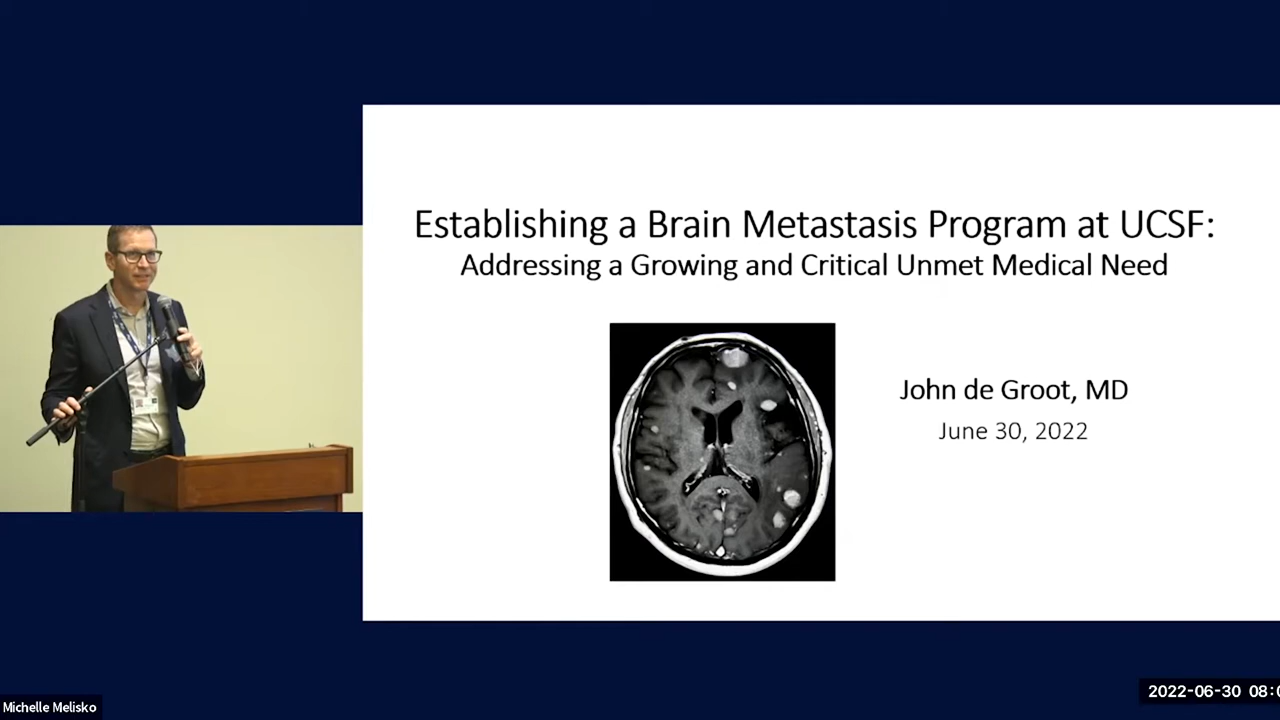 Establishing a Brain Metastasis Program at UCSF:
Addressing a Growing and Critical Unmet Medical Need
John de Groot, MD
June 30, 2022
Michelle Melisko
2022-06-30 08:0